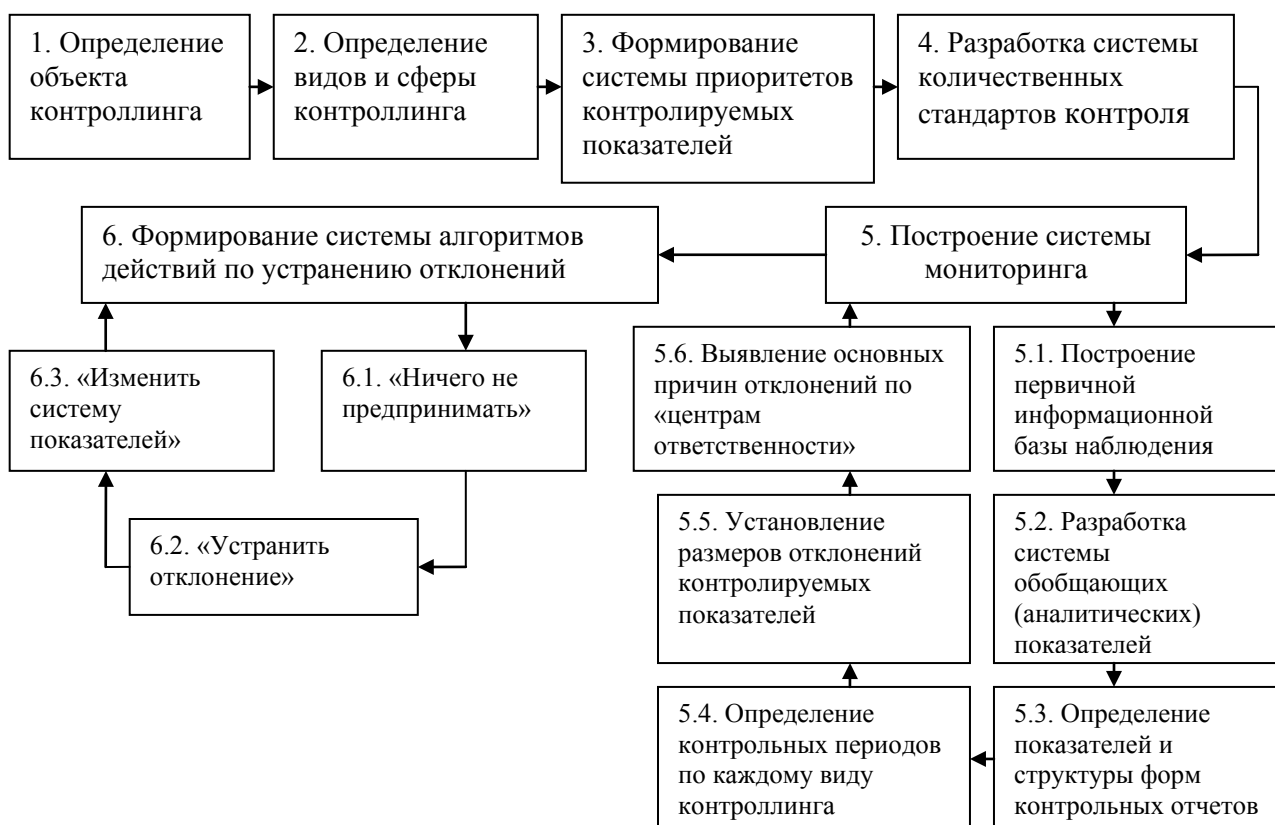 1. Определение
объекта
контроллинга
2. Определение
видов и сферы
контроллинга
3. Формирование
системы приоритетов
контролируемых
показателей
4. Разработка системы
количественных
стандартов контроля
5. Построение системы
мониторинга
6. Формирование системы алгоритмов
действий по устранению отклонений
6.3. «Изменить
систему
показателей»
6.1. «Ничего не
предпринимать»
6.2. «Устранить
отклонение»
5.6. Выявление основных
причин отклонений по
«центрам
ответственности»
5.1. Построение
первичной
информационной
базы наблюдения
5.5. Установление
размеров отклонений
контролируемых
показателей
5.2. Разработка
системы
обобщающих
(аналитических)
показателей
5.4. Определение
контрольных периодов
по каждому виду
контроллинга
5.3. Определение
показателей и
структуры форм
контрольных отчетов